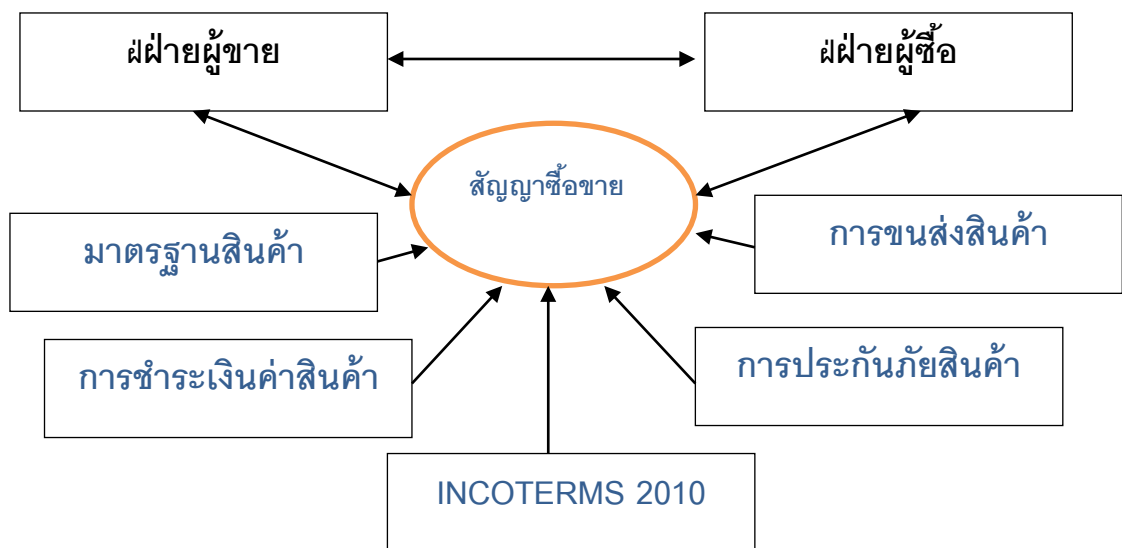 ฝ่ฝ่ายผู้ขาย
ฝ่ฝ่ายผู้ซื้อ
สัญญาซื้อขาย
มาตรฐานสินค้า
การขนส่งสินค้า
การชำระเงินค่าสินค้า
การประกันภัยสินค้า
INCOTERMS 2010